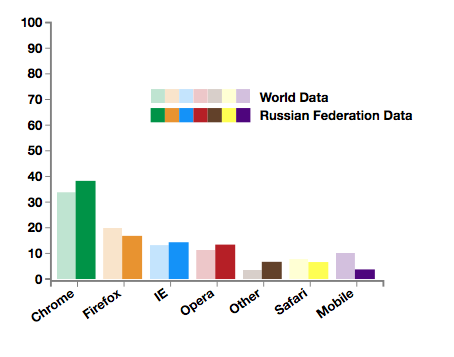 100
90
80
70
60
50
40
30
20
10
0
World Data
Russian Federation Data
Chrome
Firefox
IE
Opera
Other
Safari
Mobile